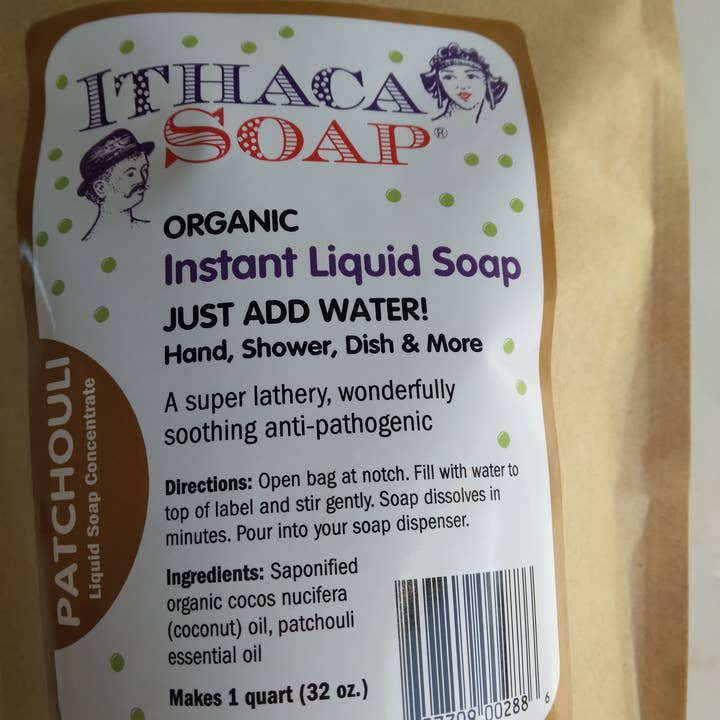 ITHACA
SOAP®
ORGANIC
Instant Liquid Soap
JUST ADD WATER!
Hand, Shower, Dish & More
A super lathery, wonderfully
soothing anti-pathogenic
PATCHOULI
Liquid Soap Concentrate
Directions: Open bag at notch. Fill with water to
top of label and stir gently. Soap dissolves in
minutes. Pour into your soap dispenser.
Ingredients: Saponified
organic cocos nucifera
(coconut) oil, patchouli
essential oil
Makes 1 quart (32 oz.)
00288 6